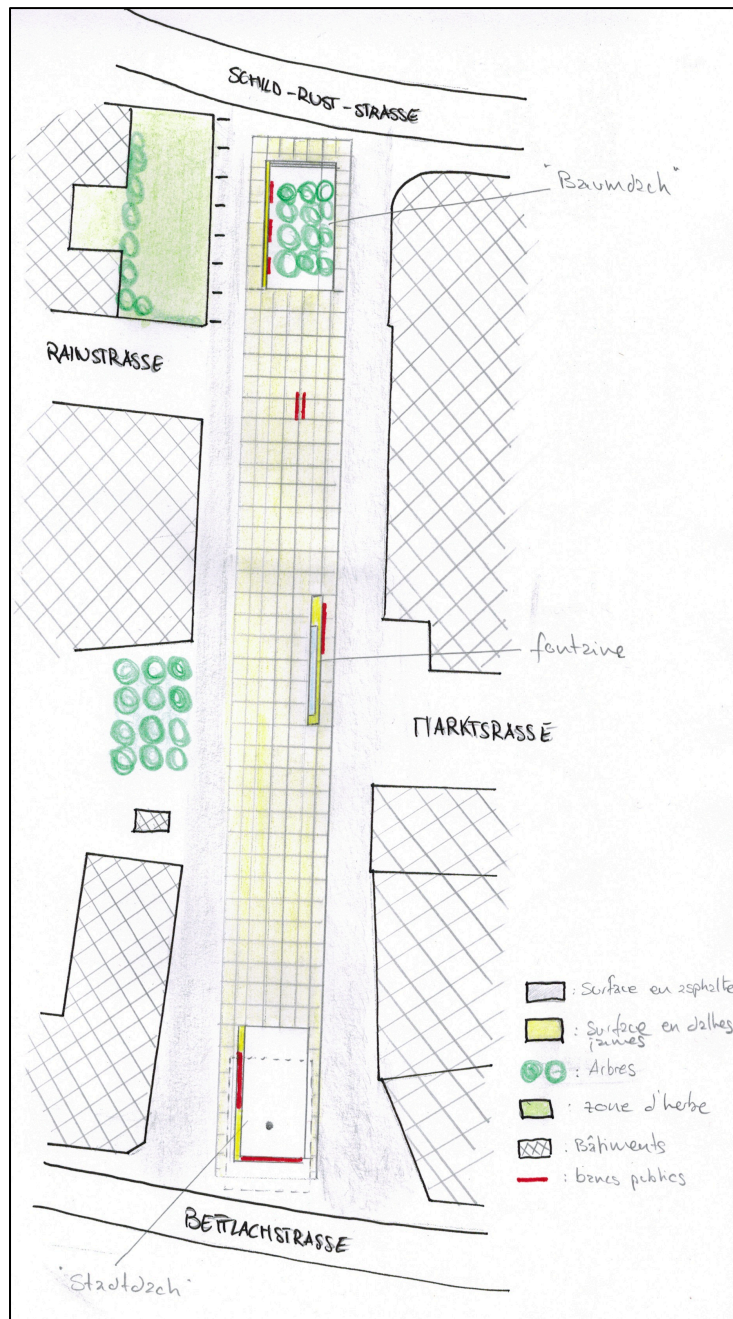 SCHILD-RUST-STRASSE
"Baumdach"
RAINSTRASSE
fontaine
MARKTSRASSE
: Surface en asphalte
: Surface en dalles
jaunes
: Arbres
: zone d'herbe
: Bâtiments
: bancs publics
BETTLACHSTRASSE
"Stadtdach"